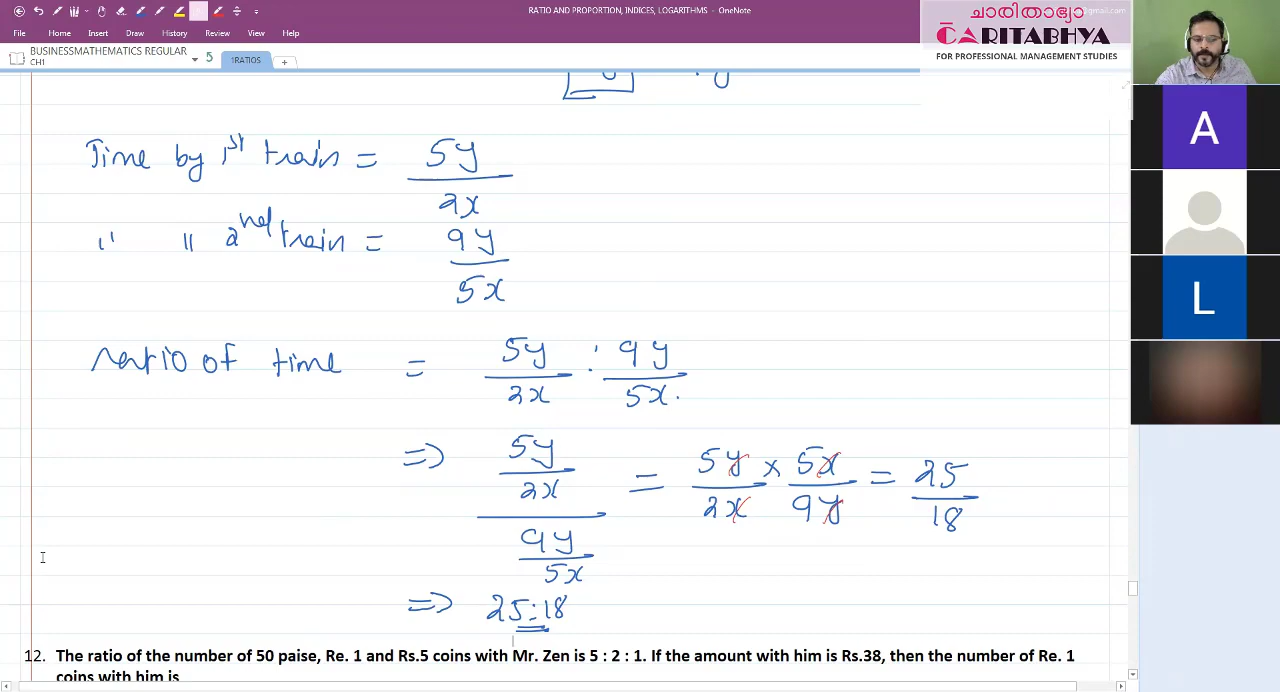 RATIO AND PROPORTION, INDICES, LOGARITHMS - OneNote
File Home Insert Draw History Review View Help
BUSINESSMATHEMATICS REGULAR
CH1
5
1RATIOS
ചാരിതാഭ്യാ
CARITABHYA
FOR PROFESSIONAL MANAGEMENT STUDIES
Time by 1st train = 5y/2x
" " 2nd train = 9y/5x
ratio of time = 5y/2x : 9y/5x.
=> 5y/2x / 9y/5x = 5y/2x × 5x/9y = 25/18
=> 25:18
12. The ratio of the number of 50 paise, Re. 1 and Rs.5 coins with Mr. Zen is 5 : 2 : 1. If the amount with him is Rs.38, then the number of Re. 1
coins with him is
A
L